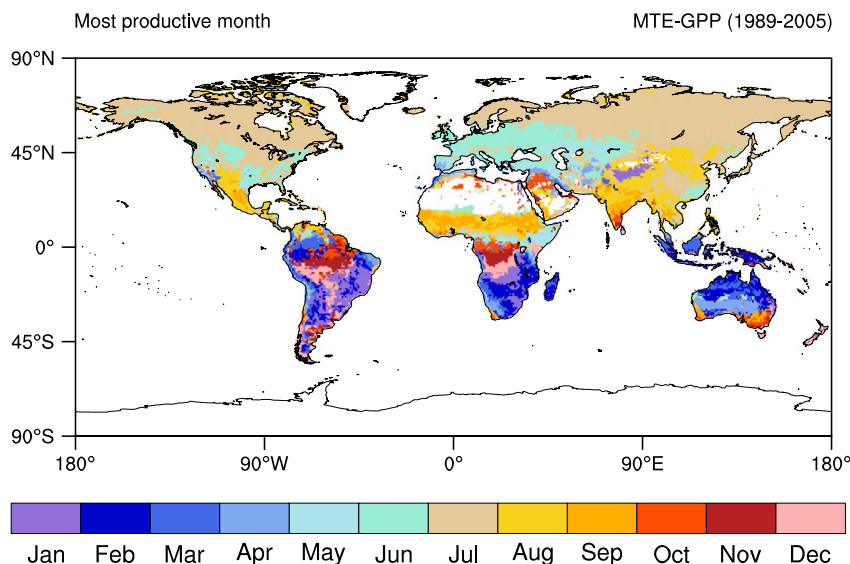 Most productive month MTE-GPP (1989-2005)
90°N
45°N
0°
45°S
90°S
180° 90°W 0° 90°E 180°
Jan Feb Mar Apr May Jun Jul Aug Sep Oct Nov Dec